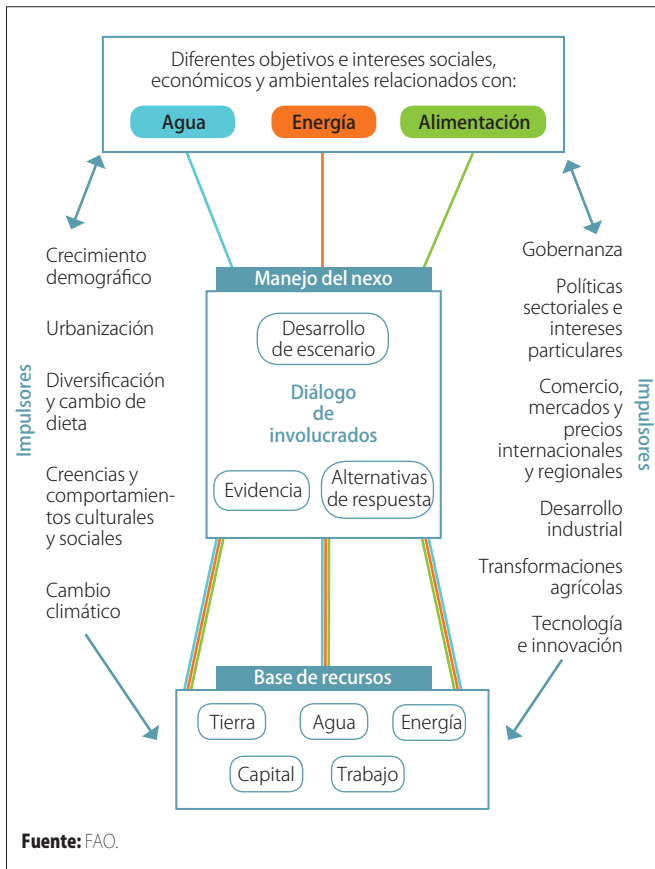 Diferentes objetivos e intereses sociales,
económicos y ambientales relacionados con:
Agua
Energía
Alimentación
Impulsores
Crecimiento
demográfico
Urbanización
Diversificación
y cambio de
dieta
Creencias y
comportamien-
tos culturales
y sociales
Cambio
climático
Manejo del nexo
Desarrollo
de escenario
Diálogo
de
involucrados
Evidencia
Alternativas
de respuesta
Gobernanza
Políticas
sectoriales e
intereses
particulares
Comercio,
mercados y
precios
internacionales
y regionales
Desarrollo
industrial
Transformaciones
agrícolas
Tecnología
e innovación
Impulsores
Base de recursos
Tierra
Agua
Energía
Capital
Trabajo
Fuente: FAO.